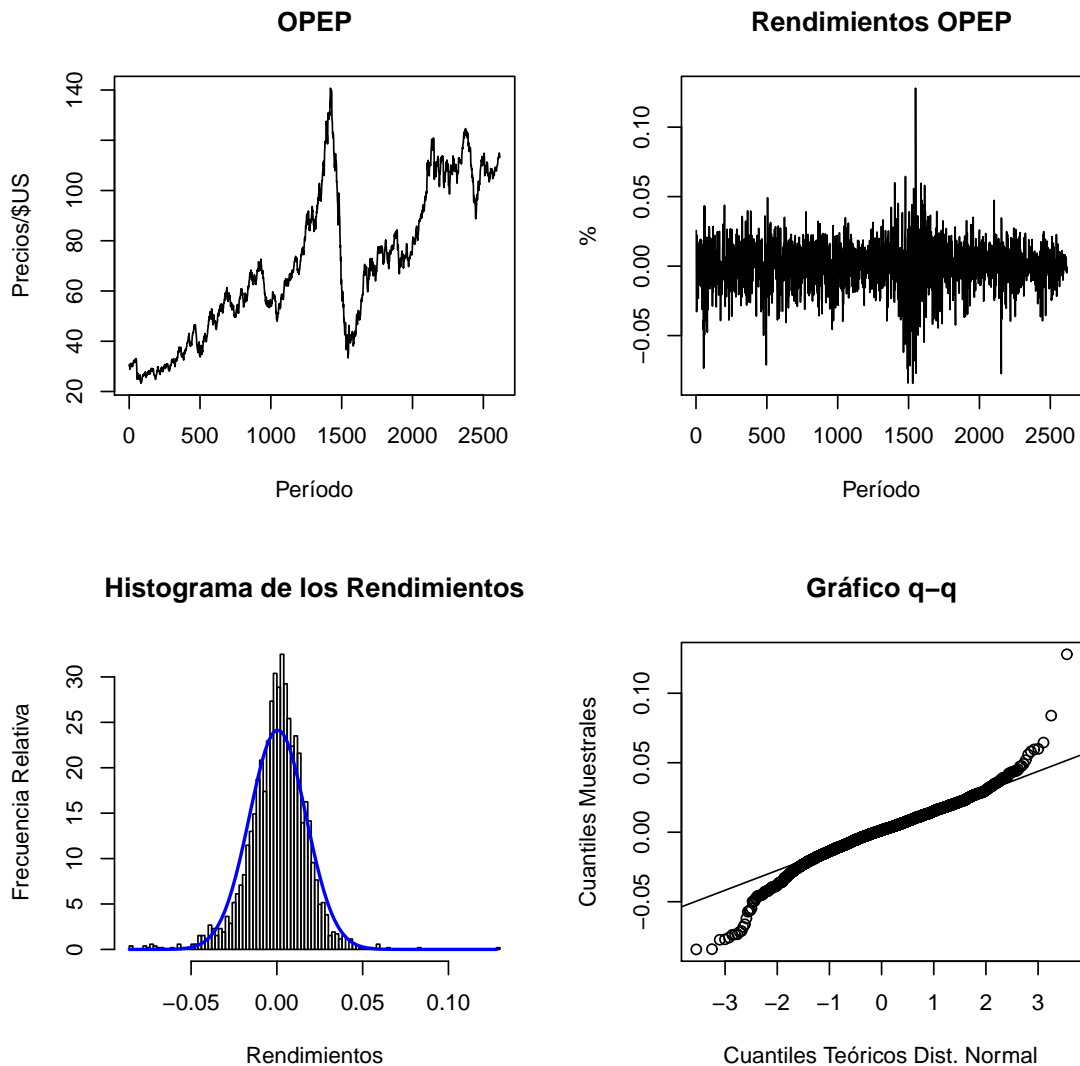 OPEP
Precios/$US
20 40 60 80 100 140
0 500 1000 1500 2000 2500
Período
Rendimientos OPEP
%
−0.05 0.00 0.05 0.10
0 500 1000 1500 2000 2500
Período
Histograma de los Rendimientos
Frecuencia Relativa
0 5 10 15 20 25 30
−0.05 0.00 0.05 0.10
Rendimientos
Gráfico q−q
Cuantiles Muestrales
−0.05 0.00 0.05 0.10
−3 −2 −1 0 1 2 3
Cuantiles Teóricos Dist. Normal